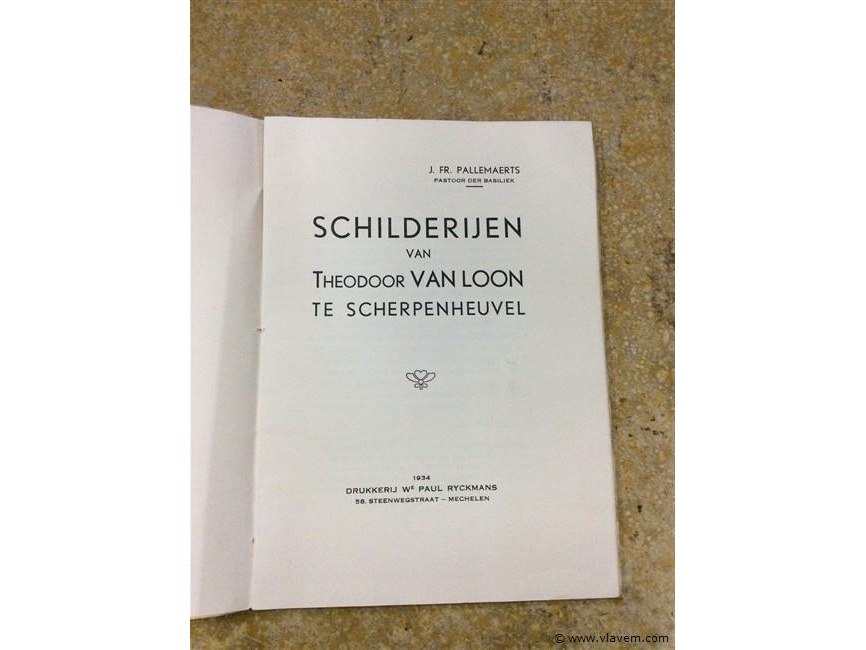 J. FR. PALLEMAERTS
PASTOOR DER BASILIEK
SCHILDERIJEN
VAN
THEODOOR VAN LOON
TE SCHERPENHEUVEL
1934
DRUKKERIJ WE PAUL RYCKMANS
58. STEENWEGSTRAAT – MECHELEN
© www.vlavem.com